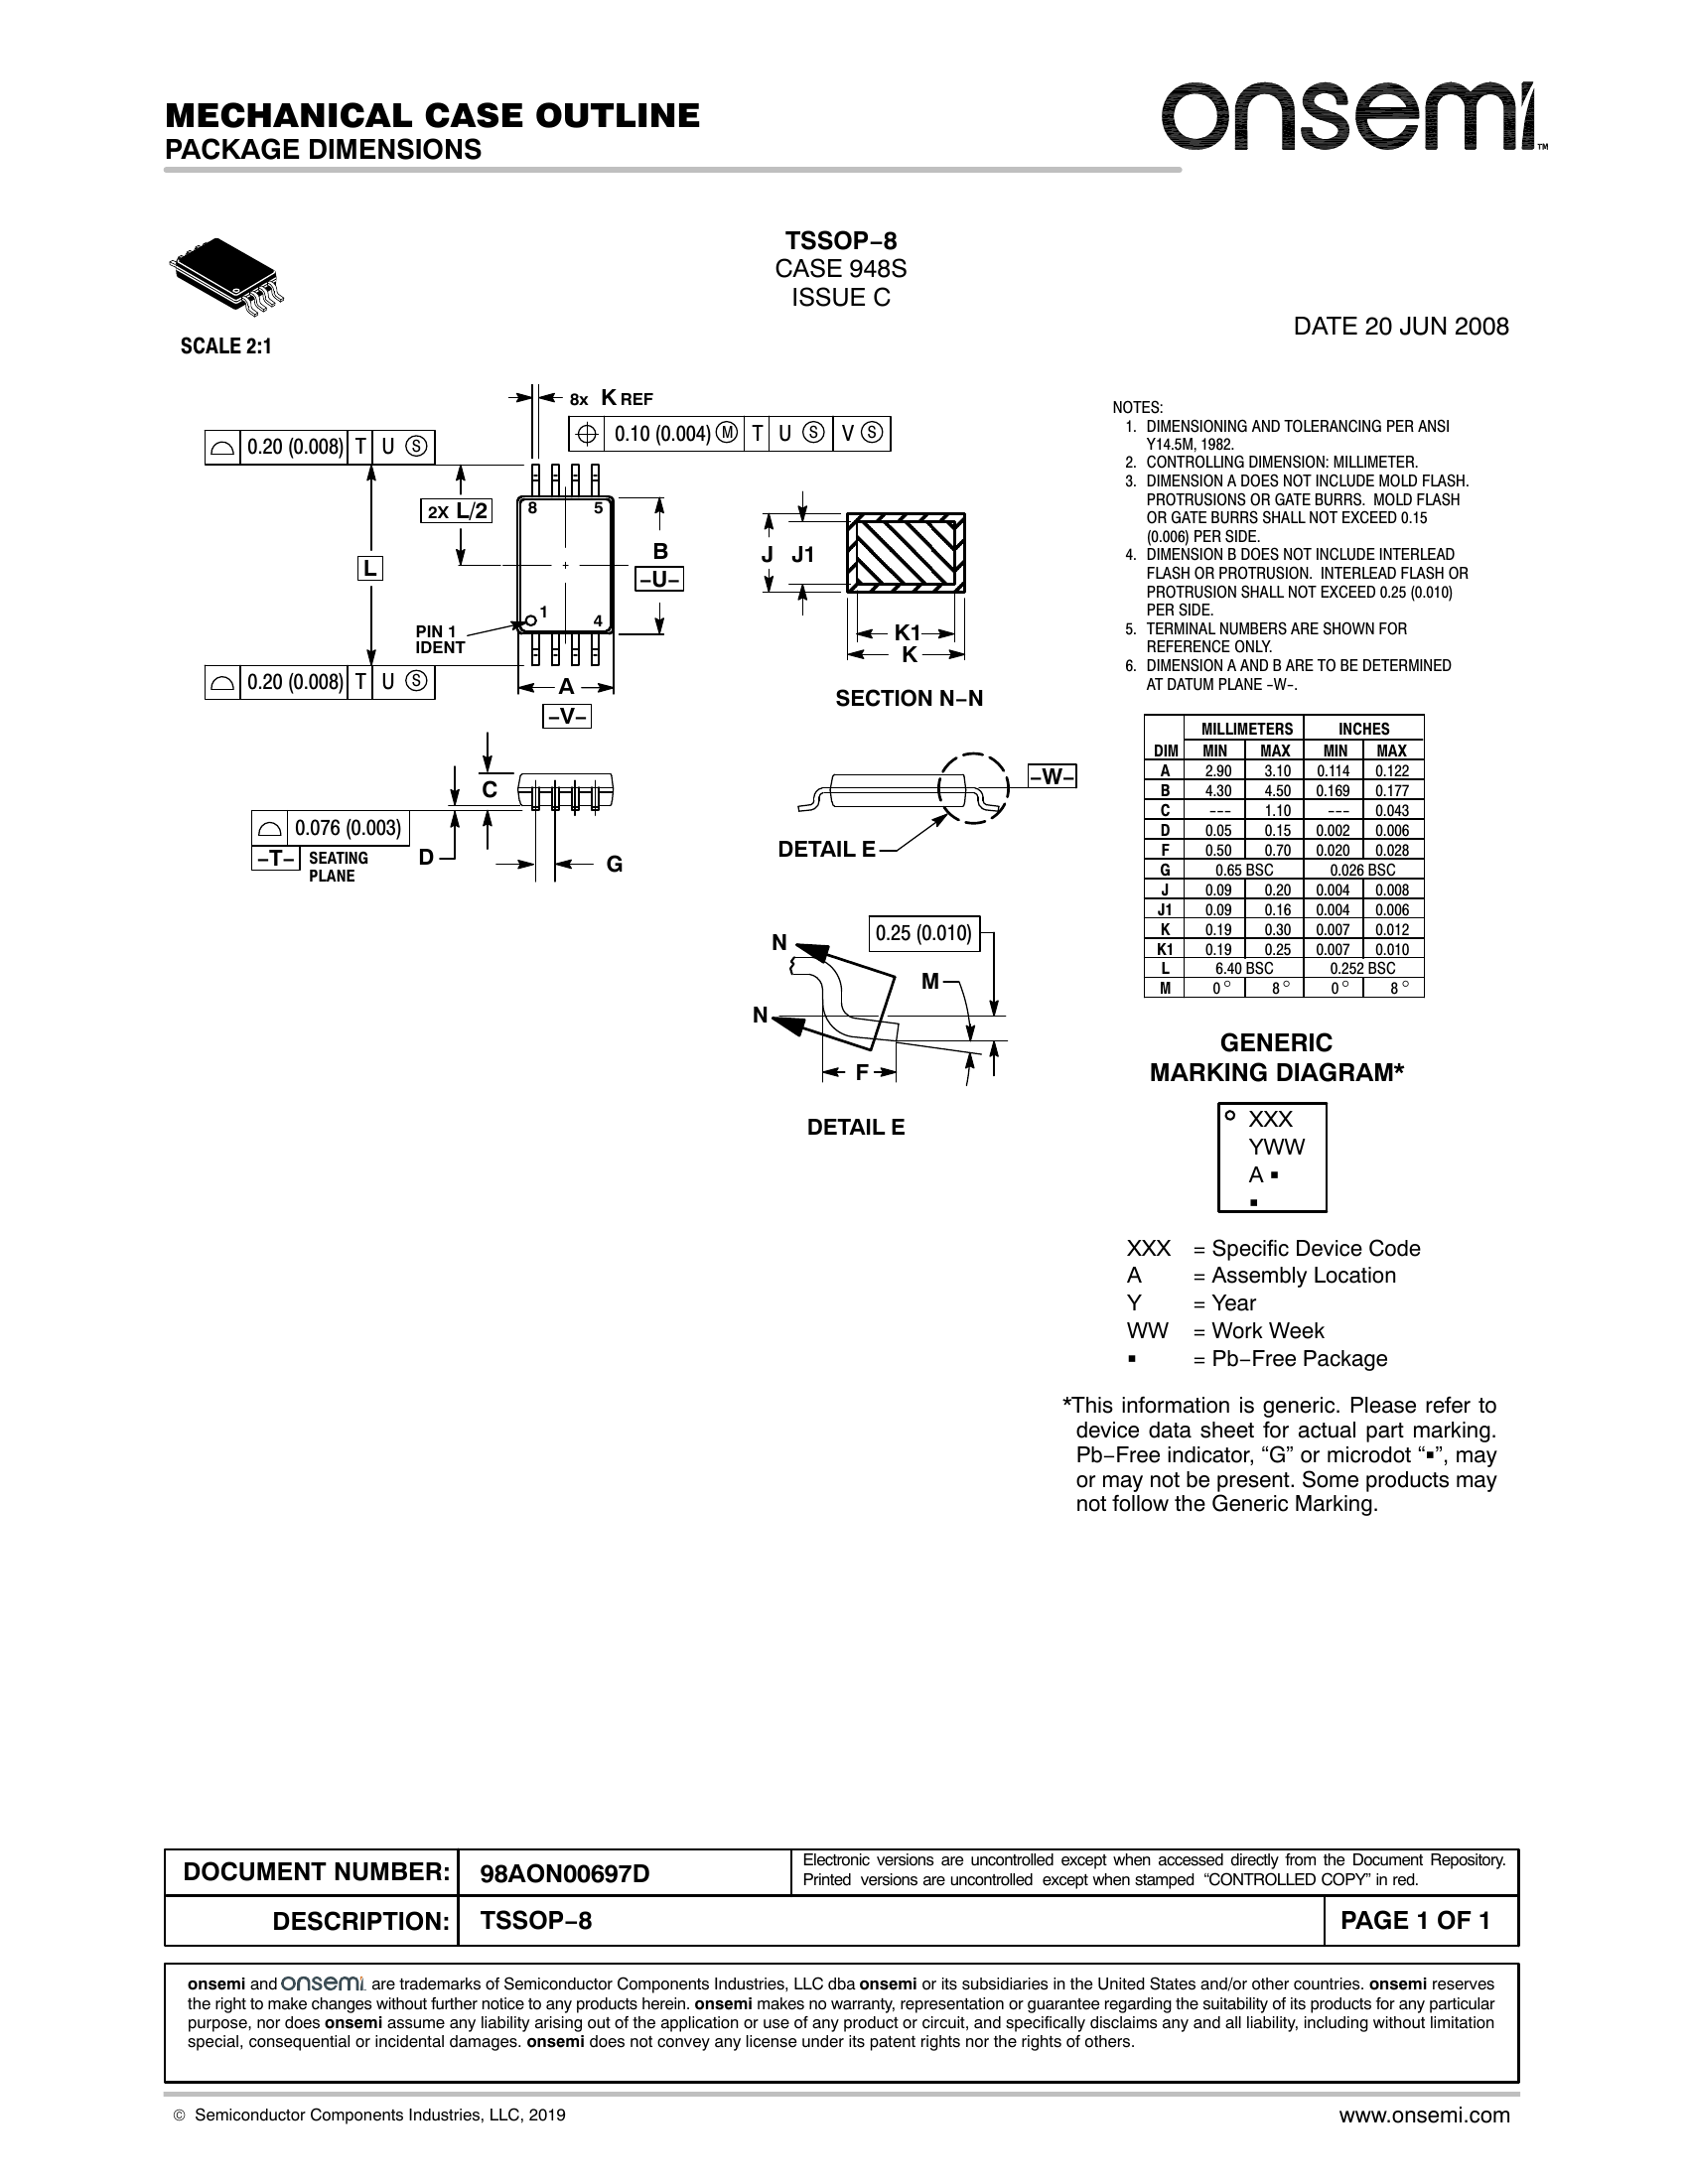 MECHANICAL CASE OUTLINE
PACKAGE DIMENSIONS
onsemi™
TSSOP−8
CASE 948S
ISSUE C
DATE 20 JUN 2008
SCALE 2:1
8x K REF
0.10 (0.004) M T U S V S
0.20 (0.008) T U S
2X L/2
8 5
B
−U−
L
1
4
PIN 1
IDENT
0.20 (0.008) T U S
A
−V−
J J1
K1
K
SECTION N−N
C
0.076 (0.003)
−T− SEATING
PLANE
D
G
−W−
DETAIL E
0.25 (0.010)
N
M
N
F
DETAIL E
NOTES:
1. DIMENSIONING AND TOLERANCING PER ANSI
Y14.5M, 1982.
2. CONTROLLING DIMENSION: MILLIMETER.
3. DIMENSION A DOES NOT INCLUDE MOLD FLASH.
PROTRUSIONS OR GATE BURRS. MOLD FLASH
OR GATE BURRS SHALL NOT EXCEED 0.15
(0.006) PER SIDE.
4. DIMENSION B DOES NOT INCLUDE INTERLEAD
FLASH OR PROTRUSION. INTERLEAD FLASH OR
PROTRUSION SHALL NOT EXCEED 0.25 (0.010)
PER SIDE.
5. TERMINAL NUMBERS ARE SHOWN FOR
REFERENCE ONLY.
6. DIMENSION A AND B ARE TO BE DETERMINED
AT DATUM PLANE -W-.
MILLIMETERS INCHES
DIM MIN MAX MIN MAX
A 2.90 3.10 0.114 0.122
B 4.30 4.50 0.169 0.177
C --- 1.10 --- 0.043
D 0.05 0.15 0.002 0.006
F 0.50 0.70 0.020 0.028
G 0.65 BSC 0.026 BSC
J 0.09 0.20 0.004 0.008
J1 0.09 0.16 0.004 0.006
K 0.19 0.30 0.007 0.012
K1 0.19 0.25 0.007 0.010
L 6.40 BSC 0.252 BSC
M 0° 8° 0° 8°
GENERIC
MARKING DIAGRAM*
XXX
YWW
A ▪
▪
XXX = Specific Device Code
A = Assembly Location
Y = Year
WW = Work Week
▪ = Pb−Free Package
*This information is generic. Please refer to
device data sheet for actual part marking.
Pb−Free indicator, “G” or microdot “▪”, may
or may not be present. Some products may
not follow the Generic Marking.
DOCUMENT NUMBER: 98AON00697D
Electronic versions are uncontrolled except when accessed directly from the Document Repository.
Printed versions are uncontrolled except when stamped “CONTROLLED COPY” in red.
DESCRIPTION: TSSOP−8 PAGE 1 OF 1
onsemi and onsemi are trademarks of Semiconductor Components Industries, LLC dba onsemi or its subsidiaries in the United States and/or other countries. onsemi reserves
the right to make changes without further notice to any products herein. onsemi makes no warranty, representation or guarantee regarding the suitability of its products for any particular
purpose, nor does onsemi assume any liability arising out of the application or use of any product or circuit, and specifically disclaims any and all liability, including without limitation
special, consequential or incidental damages. onsemi does not convey any license under its patent rights nor the rights of others.
© Semiconductor Components Industries, LLC, 2019 www.onsemi.com